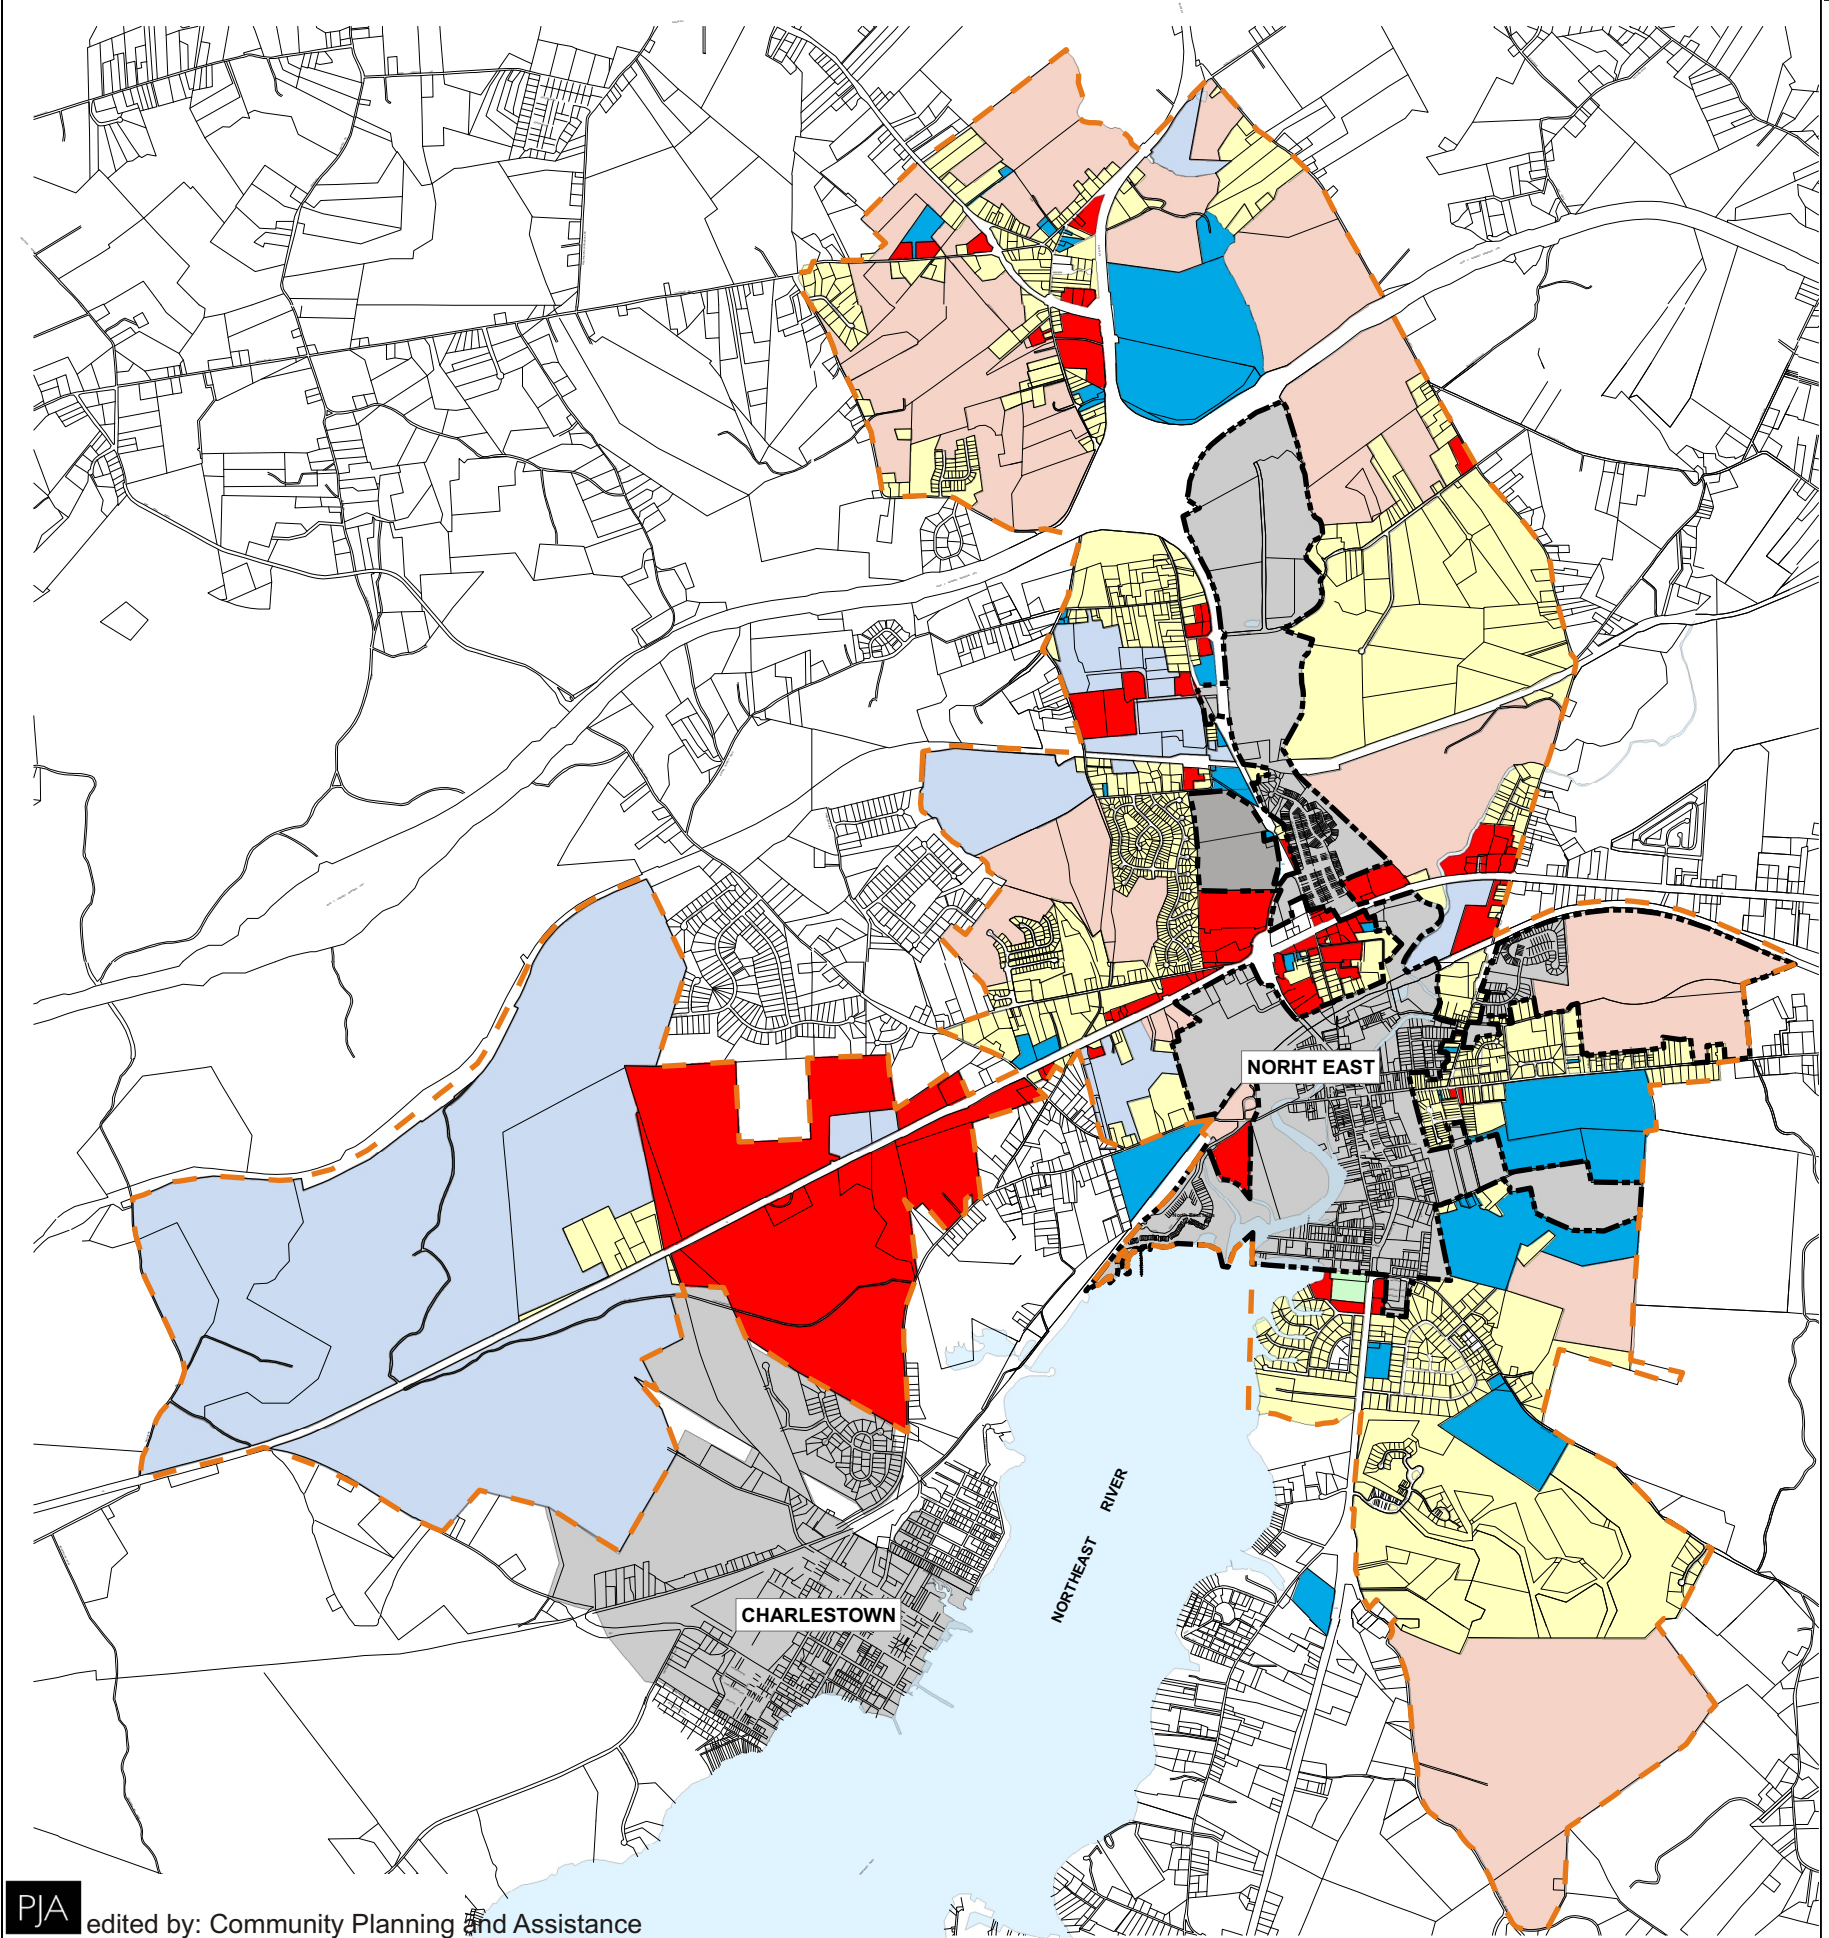 NORHT EAST
NORTHEAST RIVER
CHARLESTOWN
PJA
edited by: Community Planning and Assistance